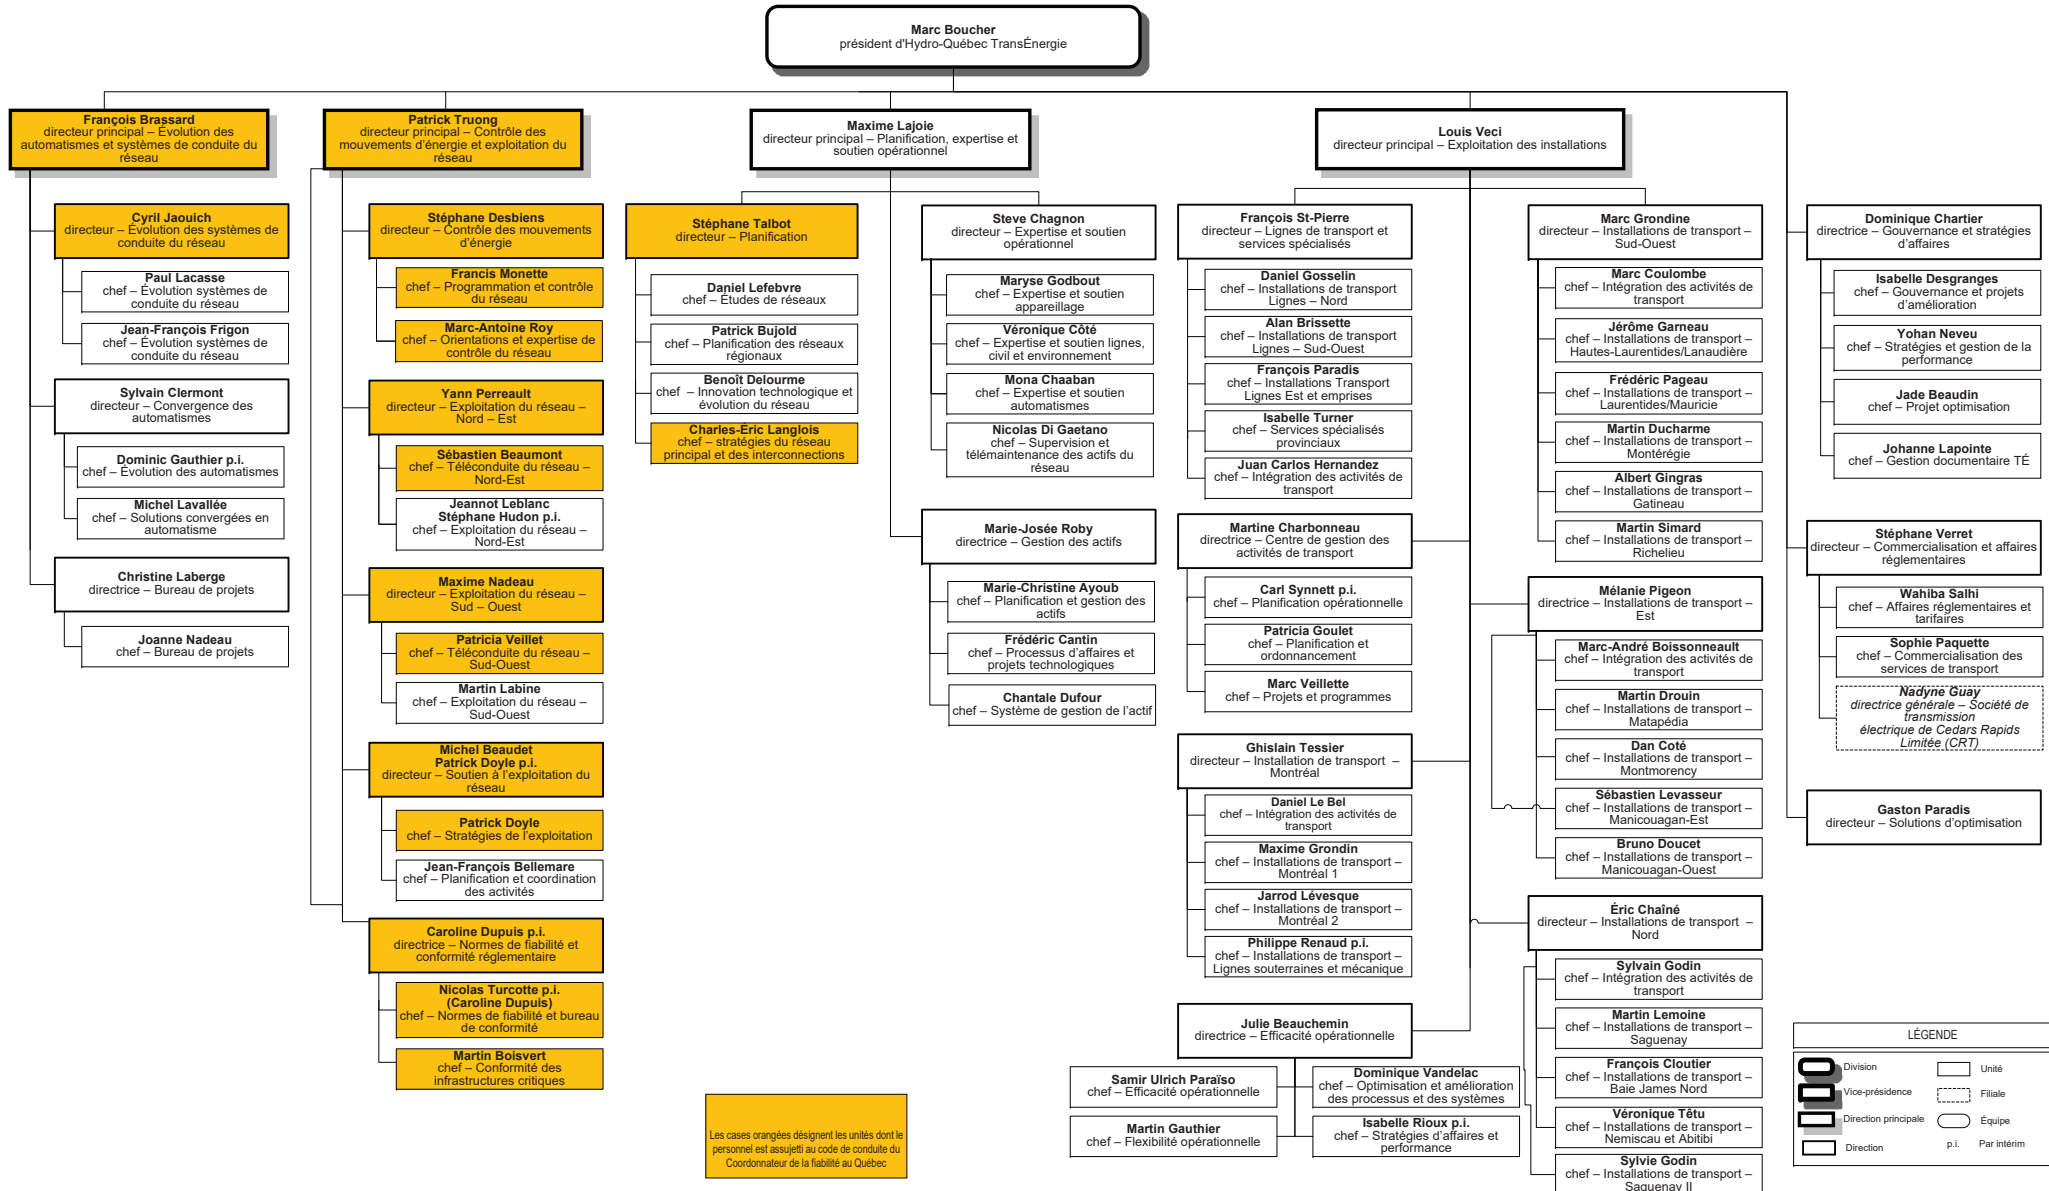 Marc Boucher
président d'Hydro-Québec TransÉnergie
François Brassard
directeur principal – Évolution des
automatismes et systèmes de conduite du
réseau
Cyril Jaouich
directeur – Évolution des systèmes de
conduite du réseau
Paul Lacasse
chef – Évolution systèmes de
conduite du réseau
Jean-François Frigon
chef – Évolution systèmes de
conduite du réseau
Sylvain Clermont
directeur – Convergence des
automatismes
Dominic Gauthier p.i.
chef – Évolution des automatismes
Michel Lavallée
chef – Solutions convergées en
automatisme
Christine Laberge
directrice – Bureau de projets
Joanne Nadeau
chef – Bureau de projets
Patrick Truong
directeur principal – Contrôle des
mouvements d'énergie et exploitation du
réseau
Stéphane Desbiens
directeur – Contrôle des mouvements
d'énergie
Francis Monette
chef – Programmation et contrôle
du réseau
Marc-Antoine Roy
chef – Orientations et expertise de
contrôle du réseau
Yann Perreault
directeur – Exploitation du réseau –
Nord – Est
Sébastien Beaumont
chef – Téléconduite du réseau –
Nord-Est
Jeannot Leblanc
Stéphane Hudon p.i.
chef – Exploitation du réseau –
Nord-Est
Maxime Nadeau
directeur – Exploitation du réseau –
Sud – Ouest
Patricia Veillet
chef – Téléconduite du réseau –
Sud-Ouest
Martin Labine
chef – Exploitation du réseau –
Sud-Ouest
Michel Beaudet
Patrick Doyle p.i.
directeur – Soutien à l'exploitation du
réseau
Patrick Doyle
chef – Stratégies de l'exploitation
Jean-François Bellemare
chef – Planification et coordination
des activités
Caroline Dupuis p.i.
directrice – Normes de fiabilité et
conformité réglementaire
Nicolas Turcotte p.i.
(Caroline Dupuis)
chef – Normes de fiabilité et bureau
de conformité
Martin Boisvert
chef – Conformité des
infrastructures critiques
Maxime Lajoie
directeur principal – Planification, expertise et
soutien opérationnel
Stéphane Talbot
directeur – Planification
Daniel Lefebvre
chef – Études de réseaux
Patrick Bujold
chef – Planification des réseaux
régionaux
Benoît Delourme
chef – Innovation technologique et
évolution du réseau
Charles-Éric Langlois
chef – stratégies du réseau
principal et des interconnections
Steve Chagnon
directeur – Expertise et soutien
opérationnel
Maryse Godbout
chef – Expertise et soutien
appareillage
Véronique Côté
chef – Expertise et soutien lignes,
civil et environnement
Mona Chaaban
chef – Expertise et soutien
automatismes
Nicolas Di Gaetano
chef – Supervision et
télémaintenance des actifs du
réseau
Marie-Josée Roby
directrice – Gestion des actifs
Marie-Christine Ayoub
chef – Planification et gestion des
actifs
Frédéric Cantin
chef – Processus d'affaires et
projets technologiques
Chantale Dufour
chef – Système de gestion de l'actif
Louis Veci
directeur principal – Exploitation des installations
François St-Pierre
directeur – Lignes de transport et
services spécialisés
Daniel Gosselin
chef – Installations de transport
Lignes – Nord
Alan Brissette
chef – Installations de transport
Lignes – Sud-Ouest
François Paradis
chef – Installations Transport
Lignes Est et emprises
Isabelle Turner
chef – Services spécialisés
provinciaux
Juan Carlos Hernandez
chef – Intégration des activités de
transport
Martine Charbonneau
directrice – Centre de gestion des
activités de transport
Carl Synnett p.i.
chef – Planification opérationnelle
Patricia Goulet
chef – Planification et
ordonnancement
Marc Veillette
chef – Projets et programmes
Ghislain Tessier
directeur – Installation de transport –
Montréal
Daniel Le Bel
chef – Intégration des activités de
transport
Maxime Grondin
chef – Installations de transport –
Montréal 1
Jarrod Lévesque
chef – Installations de transport –
Montréal 2
Philippe Renaud p.i.
chef – Installations de transport –
Lignes souterraines et mécanique
Julie Beauchemin
directrice – Efficacité opérationnelle
Samir Ulrich Paraïso
chef – Efficacité opérationnelle
Dominique Vandelac
chef – Optimisation et amélioration
des processus et des systèmes
Martin Gauthier
chef – Flexibilité opérationnelle
Isabelle Rioux p.i.
chef – Stratégies d'affaires et
performance
Marc Grondine
directeur – Installations de transport –
Sud-Ouest
Marc Coulombe
chef – Intégration des activités de
transport
Jérôme Garneau
chef – Installations de transport –
Hautes-Laurentides/Lanaudière
Frédéric Pageau
chef – Installations de transport –
Laurentides/Mauricie
Martin Ducharme
chef – Installations de transport –
Montérégie
Albert Gingras
chef – Installations de transport –
Gatineau
Martin Simard
chef – Installations de transport –
Richelieu
Mélanie Pigeon
directrice – Installations de transport –
Est
Marc-André Boissonneault
chef – Intégration des activités de
transport
Martin Drouin
chef – Installations de transport –
Matapédia
Dan Coté
chef – Installations de transport –
Montmorency
Sébastien Levasseur
chef – Installations de transport –
Manicouagan-Est
Bruno Doucet
chef – Installations de transport –
Manicouagan-Ouest
Éric Chaîné
directeur – Installations de transport –
Nord
Sylvain Godin
chef – Intégration des activités de
transport
Martin Lemoine
chef – Installations de transport –
Saguenay
François Cloutier
chef – Installations de transport –
Baie James Nord
Véronique Têtu
chef – Installations de transport –
Nemiscau et Abitibi
Sylvie Godin
chef – Installations de transport –
Saguenay II
Dominique Chartier
directrice – Gouvernance et stratégies
d'affaires
Isabelle Desgranges
chef – Gouvernance et projets
d'amélioration
Yohan Neveu
chef – Stratégies et gestion de la
performance
Jade Beaudin
chef – Projet optimisation
Johanne Lapointe
chef – Gestion documentaire TÉ
Stéphane Verret
directeur – Commercialisation et affaires
réglementaires
Wahiba Salhi
chef – Affaires réglementaires et
tarifaires
Sophie Paquette
chef – Commercialisation des
services de transport
Nadyne Guay
directrice générale – Société de
transmission
électrique de Cedars Rapids
Limitée (CRT)
Gaston Paradis
directeur – Solutions d'optimisation
Les cases orangées désignent les unités dont le
personnel est assujetti au code de conduite du
Coordonnateur de la fiabilité au Québec
LÉGENDE
Division
Unité
Vice-présidence
Filiale
Direction principale
Équipe
Direction
p.i. Par intérim